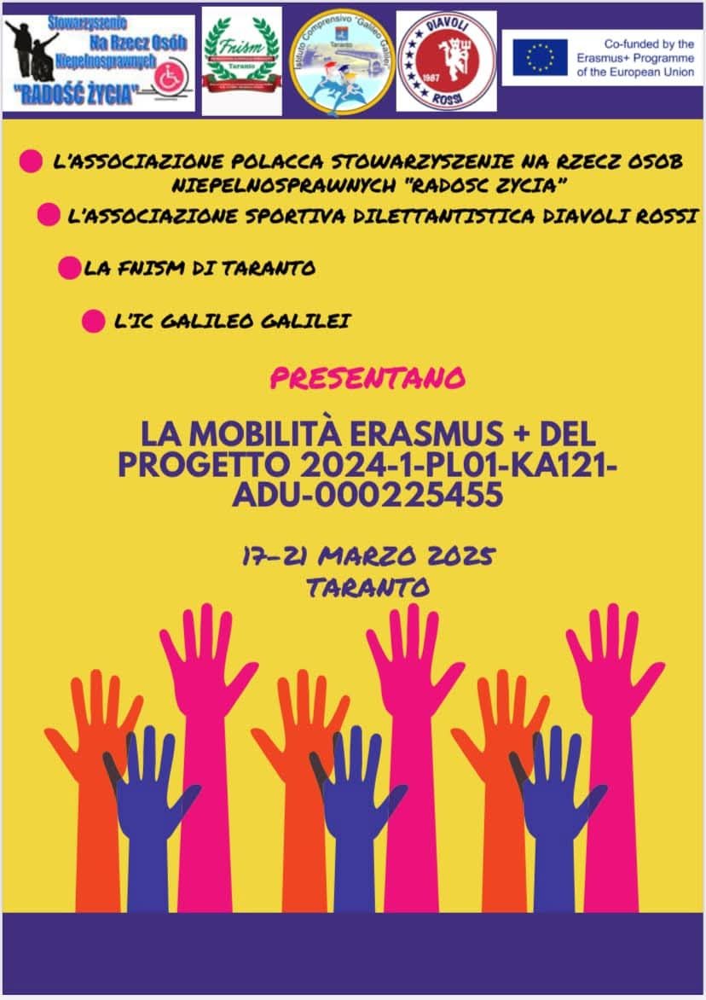 Stowarzyszenie
Na Rzecz Osób
Niepełnosprawnych
"RADOŚĆ ŻYCIA"
Fnism
Taranto
Istituto Comprensivo "Galileo Galilei"
Taranto
DIAVOLI
1987
ROSSI
Co-funded by the
Erasmus+ Programme
of the European Union
L'ASSOCIAZIONE POLACCA STOWARZYSZENIE NA RZECZ OSOB
NIEPELNOSPRAWNYCH "RADOSC ZYCIA"
L'ASSOCIAZIONE SPORTIVA DILETTANTISTICA DIAVOLI ROSSI
LA FNISM DI TARANTO
L'IC GALILEO GALILEI
PRESENTANO
LA MOBILITÀ ERASMUS + DEL
PROGETTO 2024-1-PL01-KA121-
ADU-000225455
17-21 MARZO 2025
TARANTO